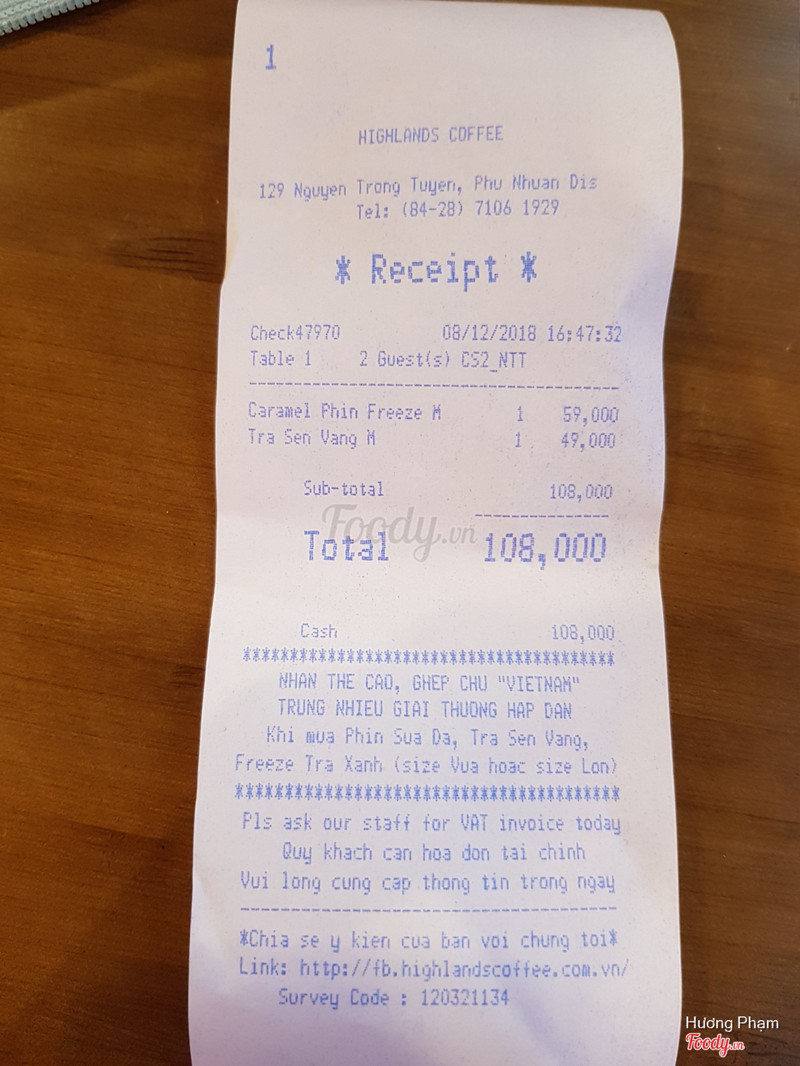 1
HIGHLANDS COFFEE
129 Nguyen Trong Tuyen, Phu Nhuan Dis
Tel: (84-28) 7106 1929
* Receipt *
Check47970 08/12/2018 16:47:32
Table 1 2 Guest(s) CS2_NTT
----------------------------------------
Caramel Phin Freeze M 1 59,000
Tra Sen Vang M 1 49,000
Sub-total 108,000
---------------
Foody.vn
Total 108,000
Cash 108,000
****************************************
NHAN THE CAO, GHEP CHU "VIETNAM"
TRUNG NHIEU GIAI THUONG HAP DAN
Khi mua Phin Sua Da, Tra Sen Vang,
Freeze Tra Xanh (size Vua hoac size Lon)
****************************************
Pls ask our staff for VAT invoice today
Quy khach can hoa don tai chinh
Vui long cung cap thong tin trong ngay
----------------------------------------
*Chia se y kien cua ban voi chung toi*
Link: http://fb.highlandscoffee.com.vn/
Survey Code : 120321134
Hương Phạm
Foody.vn